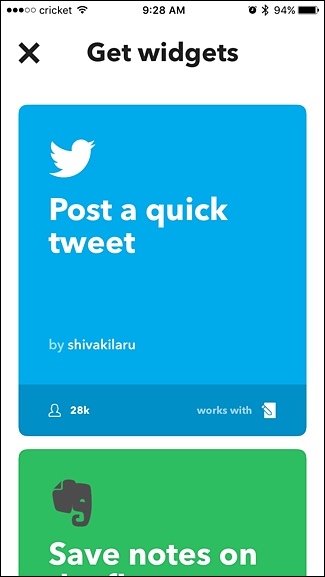 cricket 9:28 AM 94%
Get widgets
Post a quick
tweet
by shivakilaru
28k works with
Save notes on